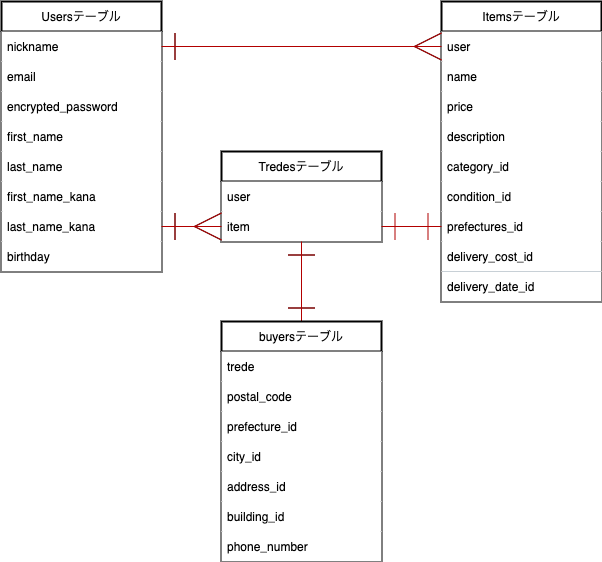 Usersテーブル
nickname
email
encrypted_password
first_name
last_name
first_name_kana
last_name_kana
birthday
Itemsテーブル
user
name
price
description
category_id
condition_id
prefectures_id
delivery_cost_id
delivery_date_id
Tredesテーブル
user
item
buyersテーブル
trede
postal_code
prefecture_id
city_id
address_id
building_id
phone_number